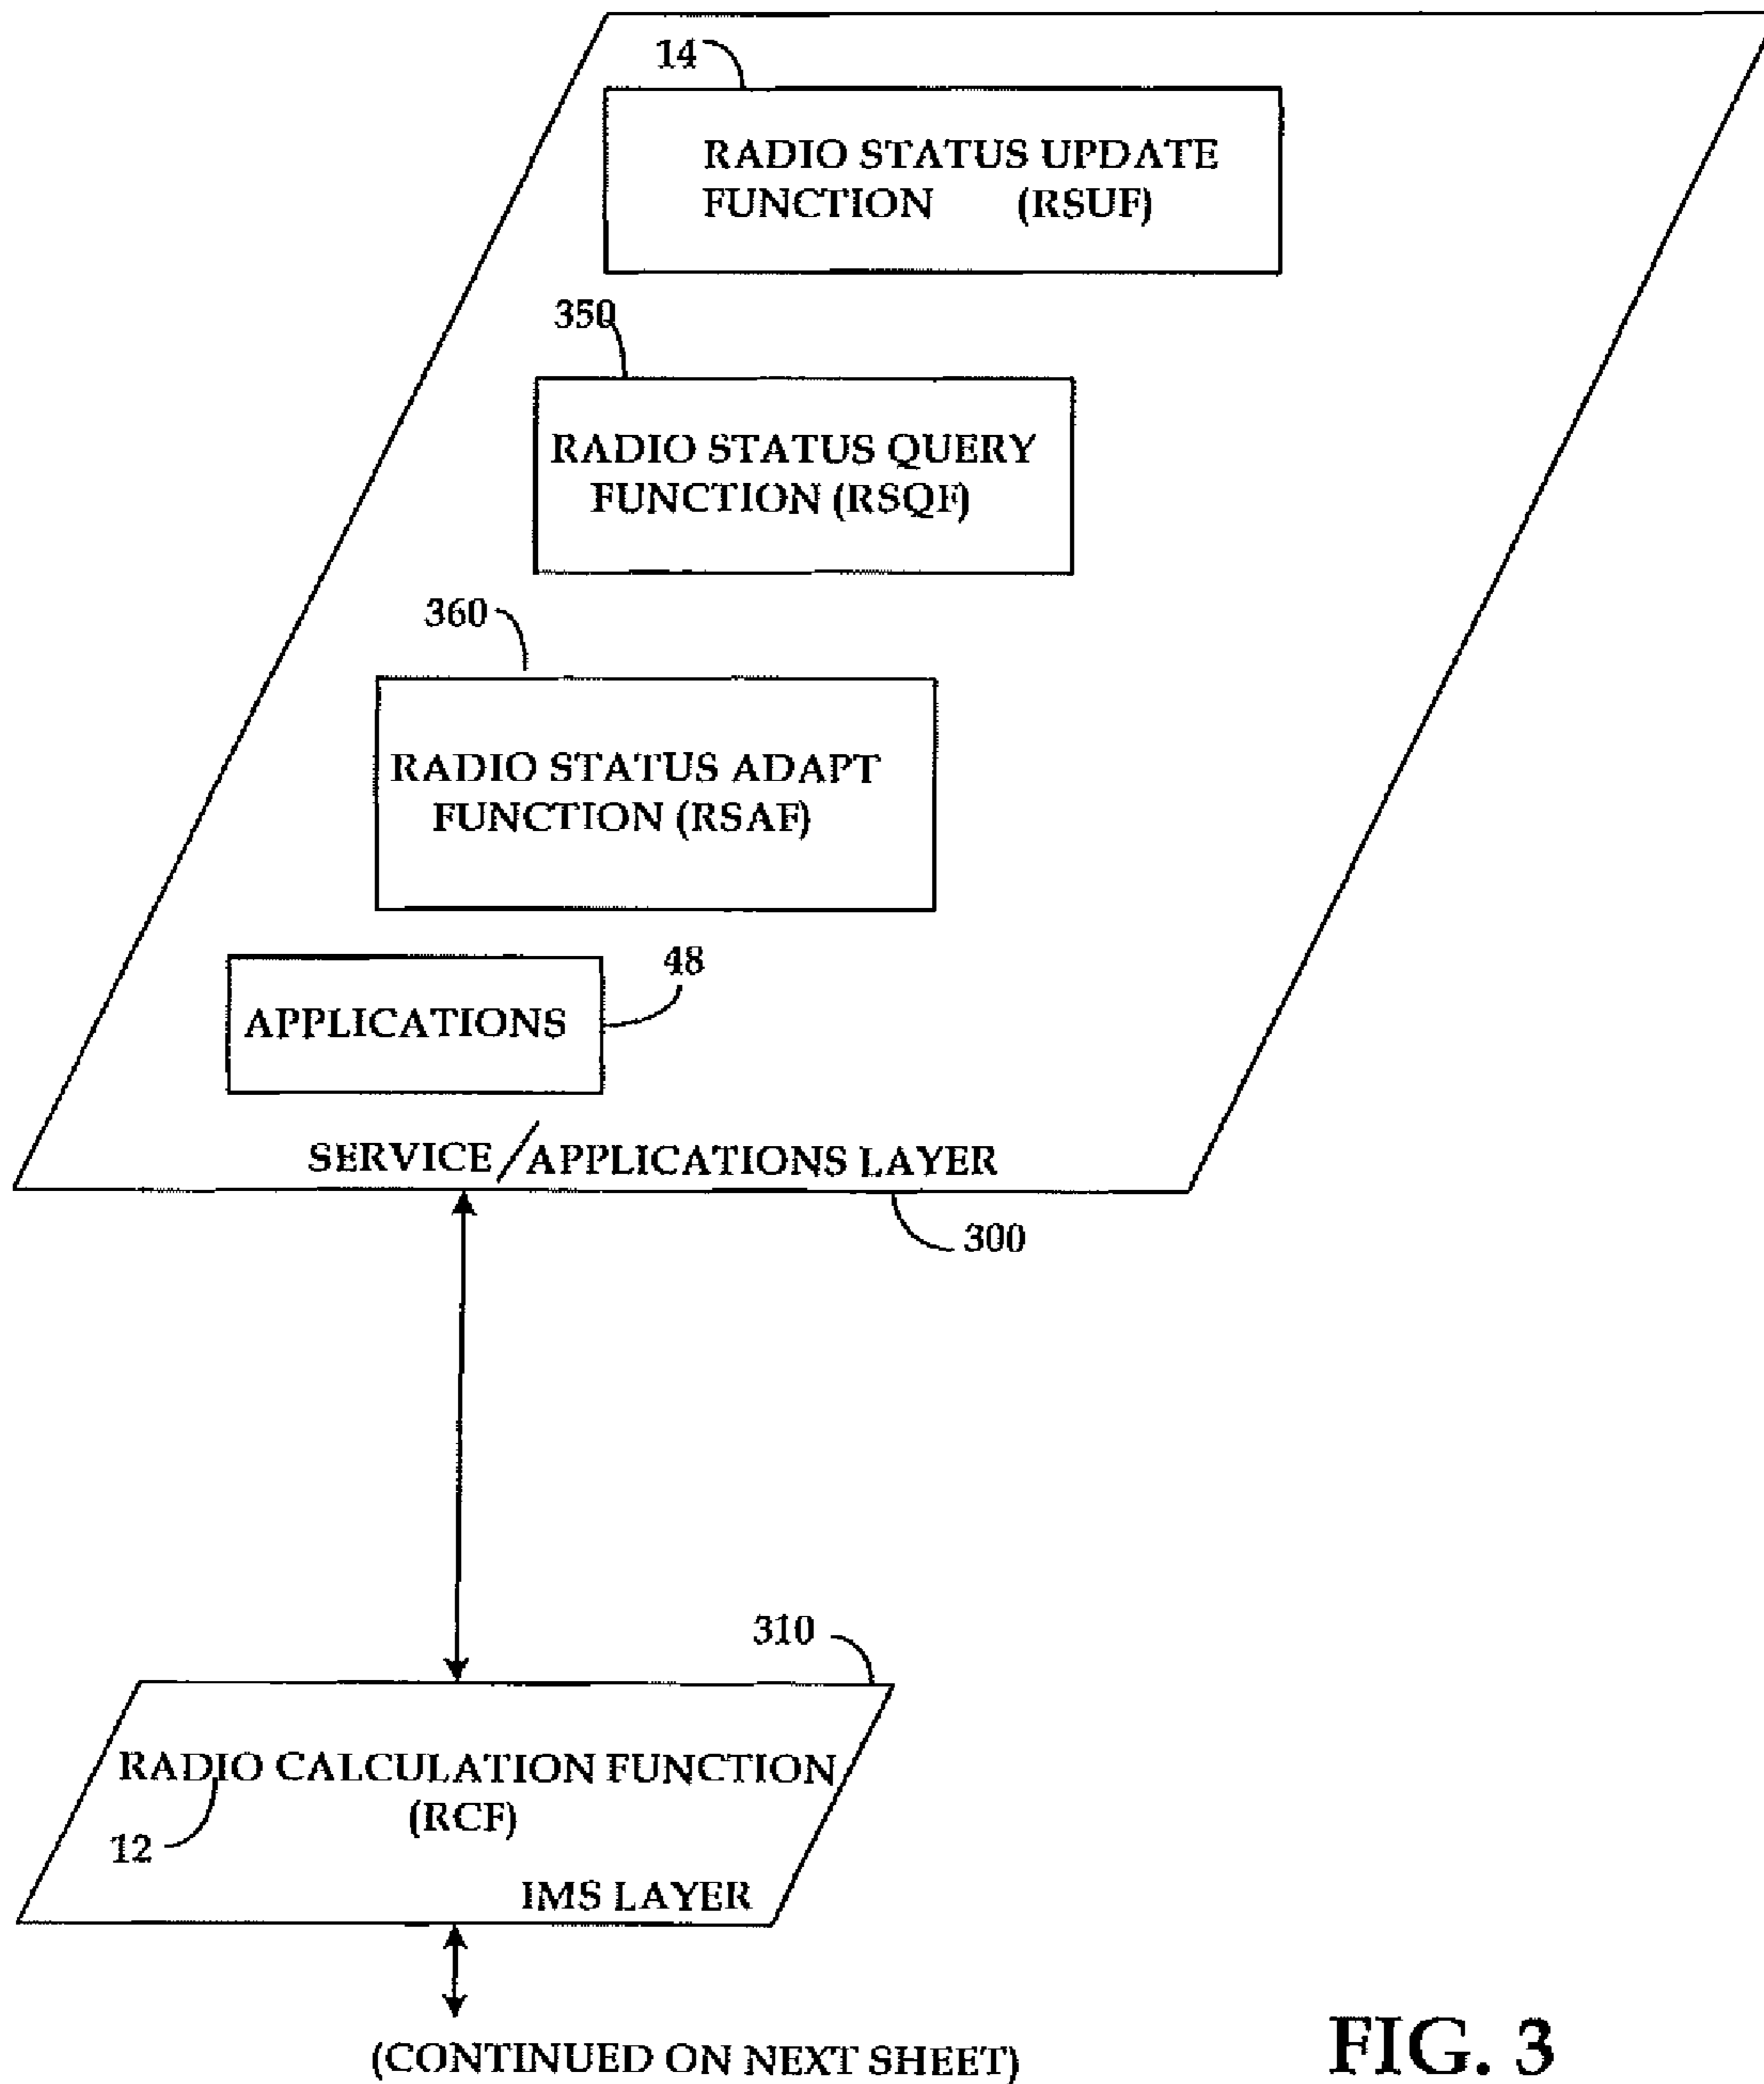 14
RADIO STATUS UPDATE
FUNCTION (RSUF)
350
RADIO STATUS QUERY
FUNCTION (RSQF)
360
RADIO STATUS ADAPT
FUNCTION (RSAF)
48
APPLICATIONS
SERVICE/APPLICATIONS LAYER
300
310
RADIO CALCULATION FUNCTION
(RCF)
12
IMS LAYER
(CONTINUED ON NEXT SHEET)
FIG. 3